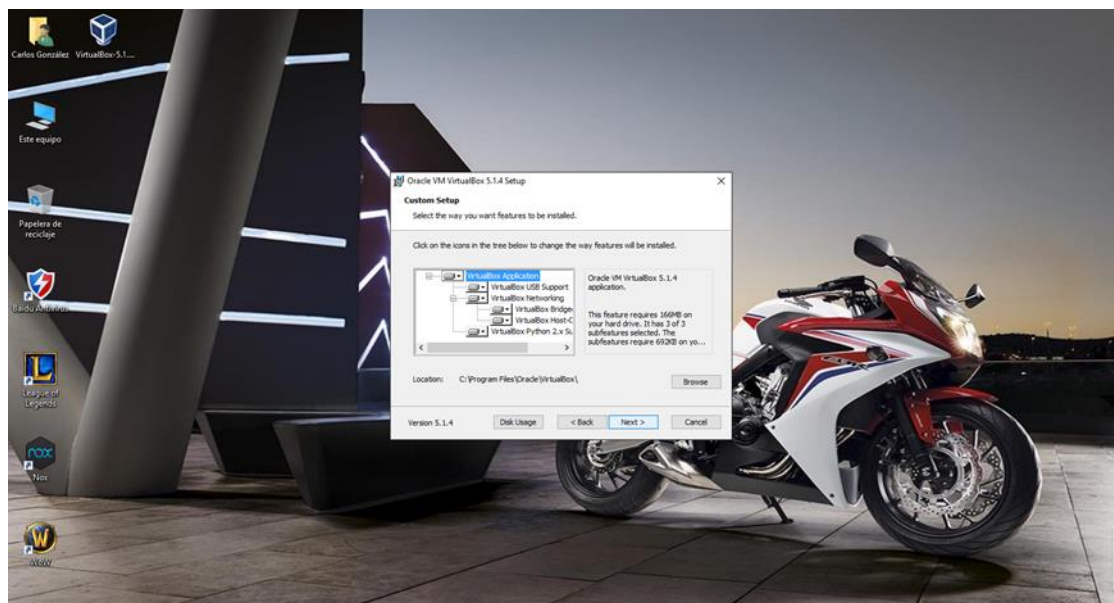 Carlos González
VirtualBox-5.1....
Este equipo
Papelera de
reciclaje
Baidu Antivirus
League of
Legends
nox
Nox
W
WoW
Oracle VM VirtualBox 5.1.4 Setup
Custom Setup
Select the way you want features to be installed.
Click on the icons in the tree below to change the way features will be installed.
VirtualBox Application
VirtualBox USB Support
VirtualBox Networking
VirtualBox Bridge
VirtualBox Host-C
VirtualBox Python 2.x Su
Oracle VM VirtualBox 5.1.4
application.
This feature requires 166MB on
your hard drive. It has 3 of 3
subfeatures selected. The
subfeatures require 692KB on yo...
Location: C:\Program Files\Oracle\VirtualBox\
Browse
Version 5.1.4
Disk Usage
< Back
Next >
Cancel